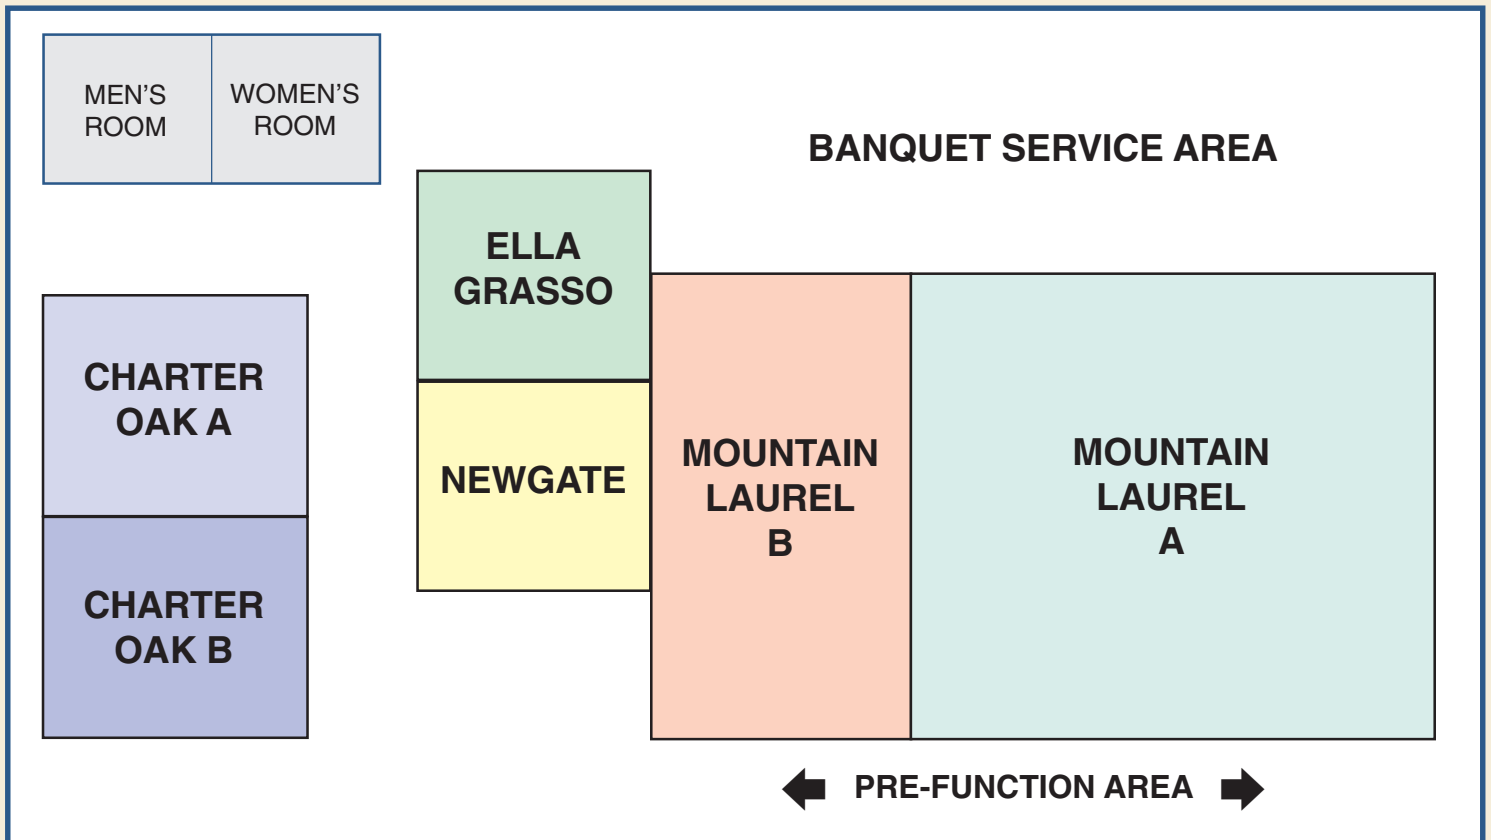 MEN’S
ROOM
WOMEN’S
ROOM
BANQUET SERVICE AREA
ELLA
GRASSO
CHARTER
OAK A
NEWGATE
MOUNTAIN
LAUREL
B
MOUNTAIN
LAUREL
A
CHARTER
OAK B
PRE-FUNCTION AREA